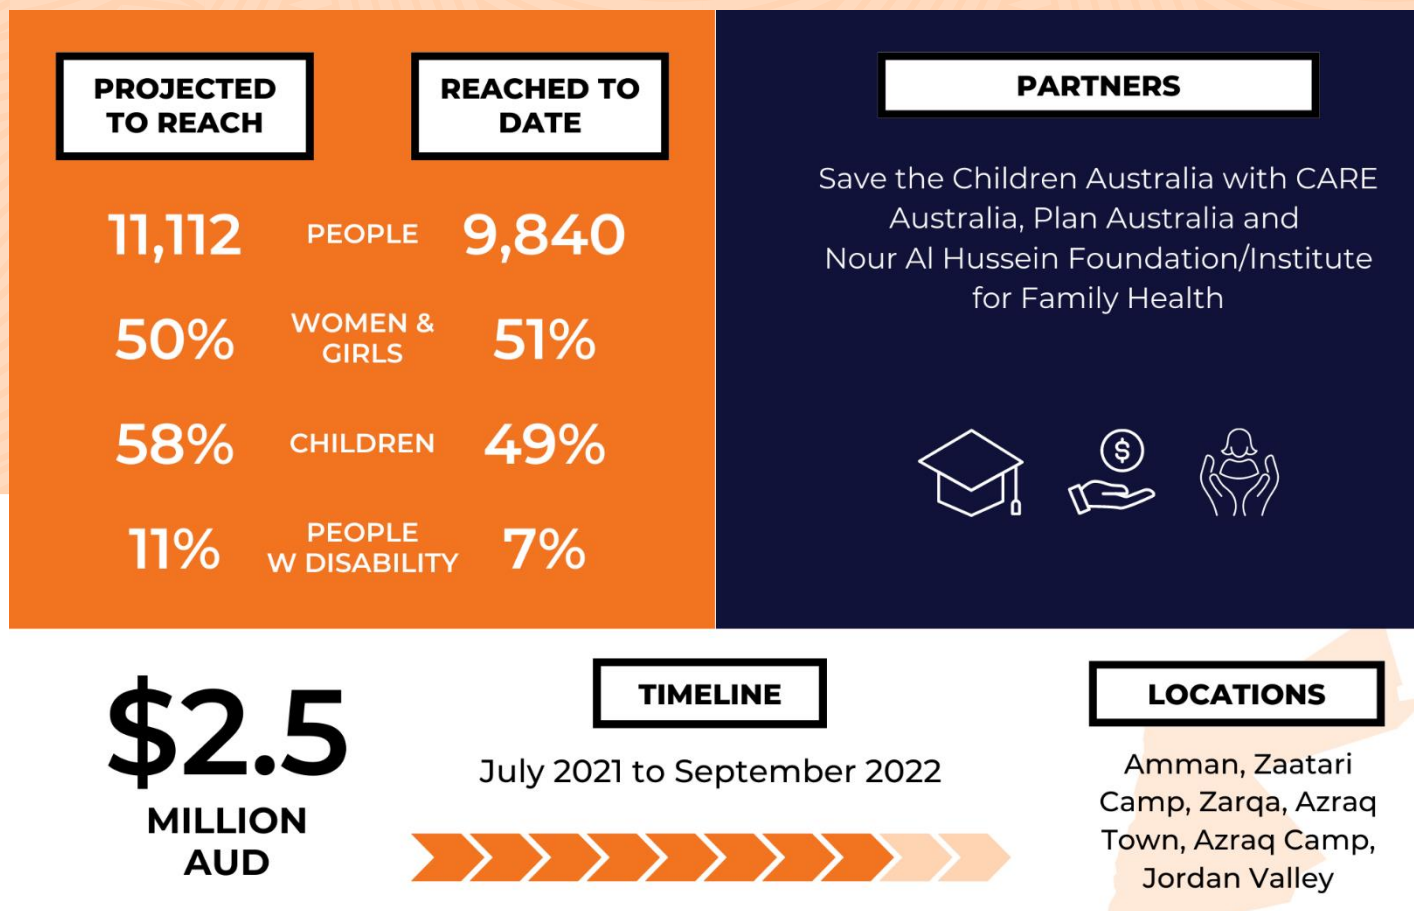 PROJECTED
TO REACH
REACHED TO
DATE
11,112
PEOPLE
9,840
50%
WOMEN &
GIRLS
51%
58%
CHILDREN
49%
11%
PEOPLE
W DISABILITY
7%
PARTNERS
Save the Children Australia with CARE
Australia, Plan Australia and
Nour Al Hussein Foundation/Institute
for Family Health
$
$2.5
MILLION
AUD
TIMELINE
July 2021 to September 2022
LOCATIONS
Amman, Zaatari
Camp, Zarqa, Azraq
Town, Azraq Camp,
Jordan Valley